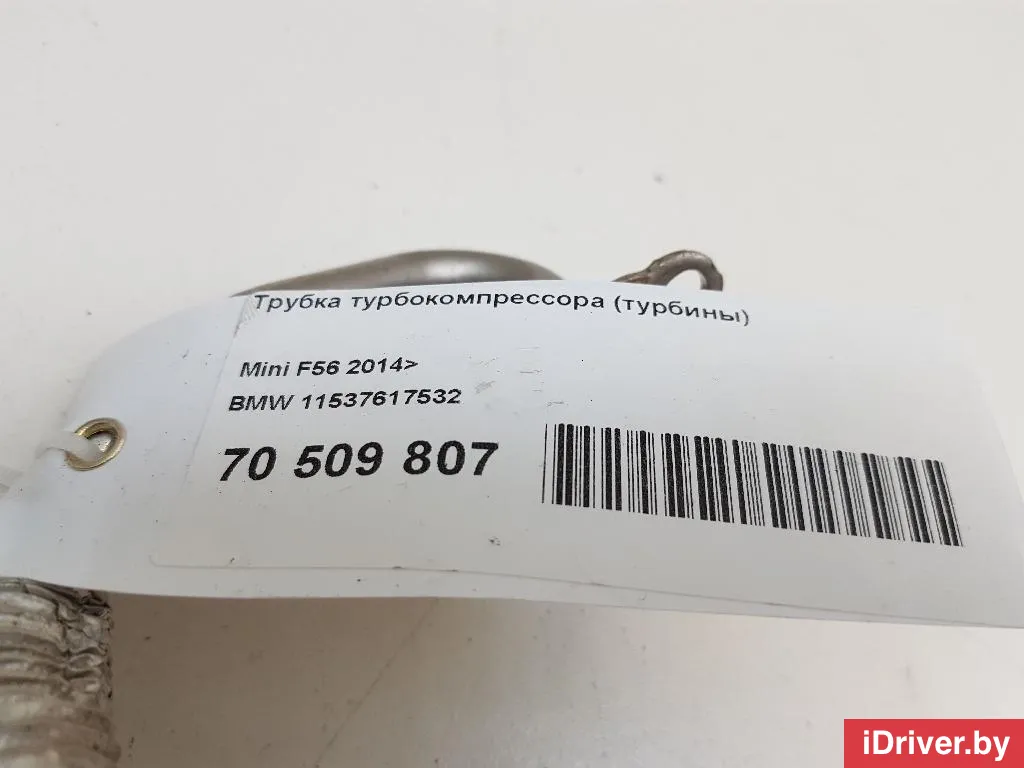 Трубка турбокомпрессора (турбины)
Mini F56 2014>
BMW 11537617532
70 509 807
iDriver.by